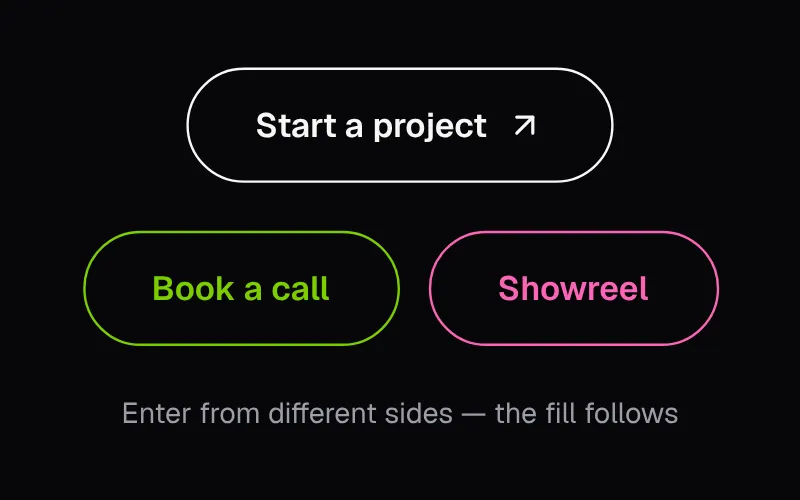 Start a project
Book a call
Showreel
Enter from different sides — the fill follows